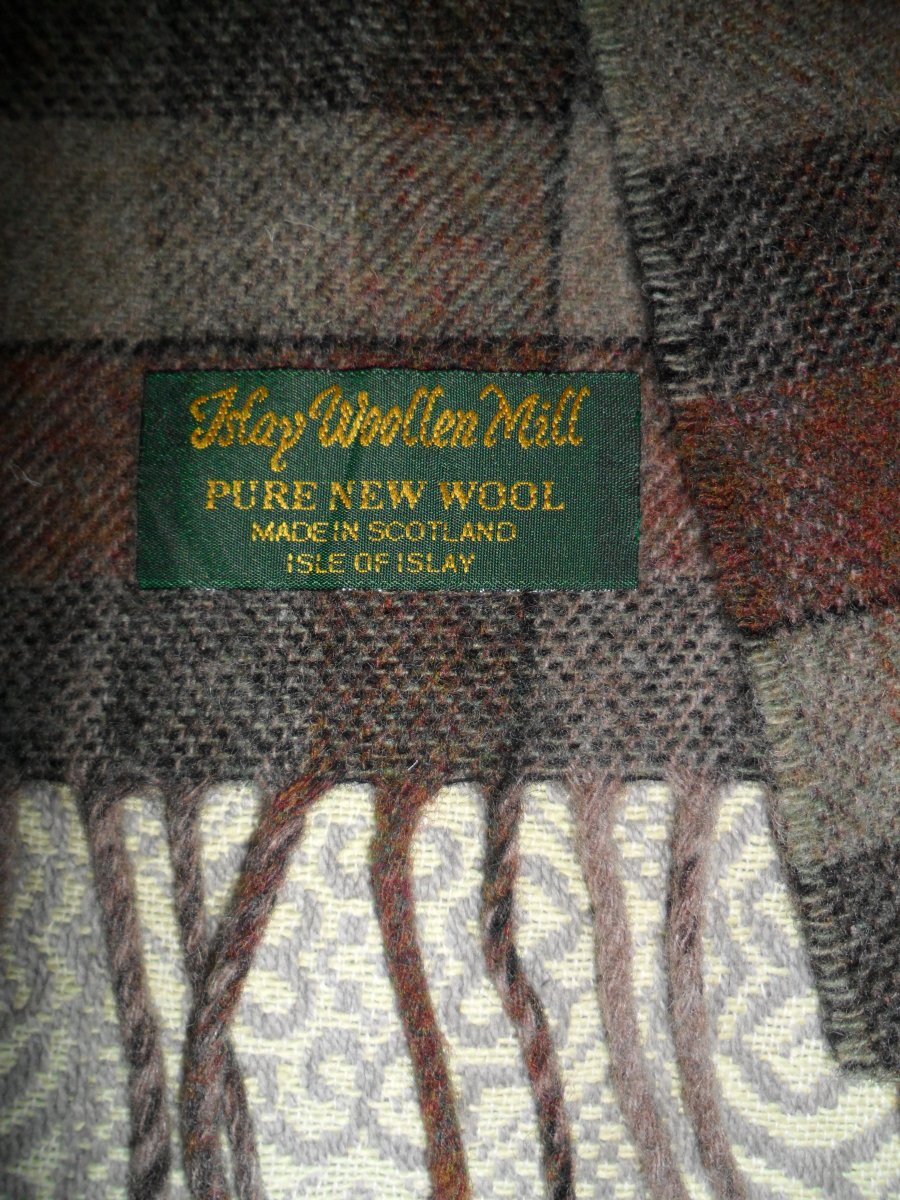 Islay Woollen Mill
PURE NEW WOOL
MADE IN SCOTLAND
ISLE OF ISLAY